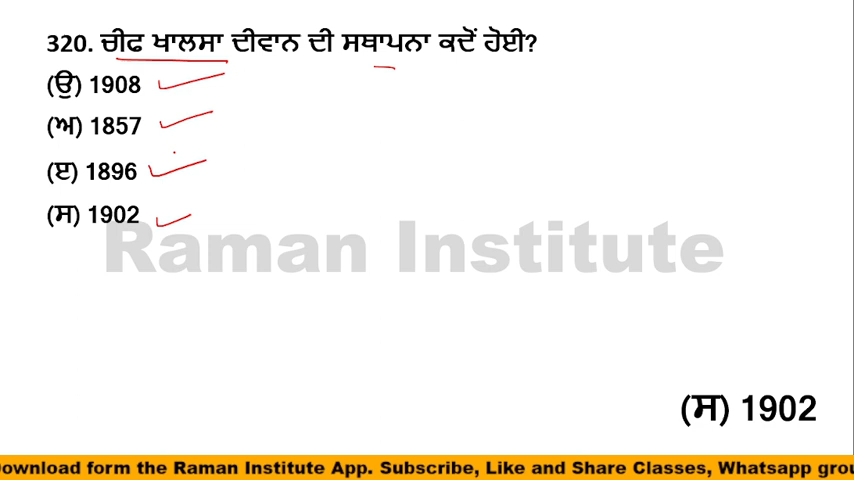 320. ਚੀਫ ਖਾਲਸਾ ਦੀਵਾਨ ਦੀ ਸਥਾਪਨਾ ਕਦੋਂ ਹੋਈ?
(ਉ) 1908
(ਅ) 1857
(ੲ) 1896
(ਸ) 1902
Raman Institute
(ਸ) 1902
Download form the Raman Institute App. Subscribe, Like and Share Classes, Whatsapp grou